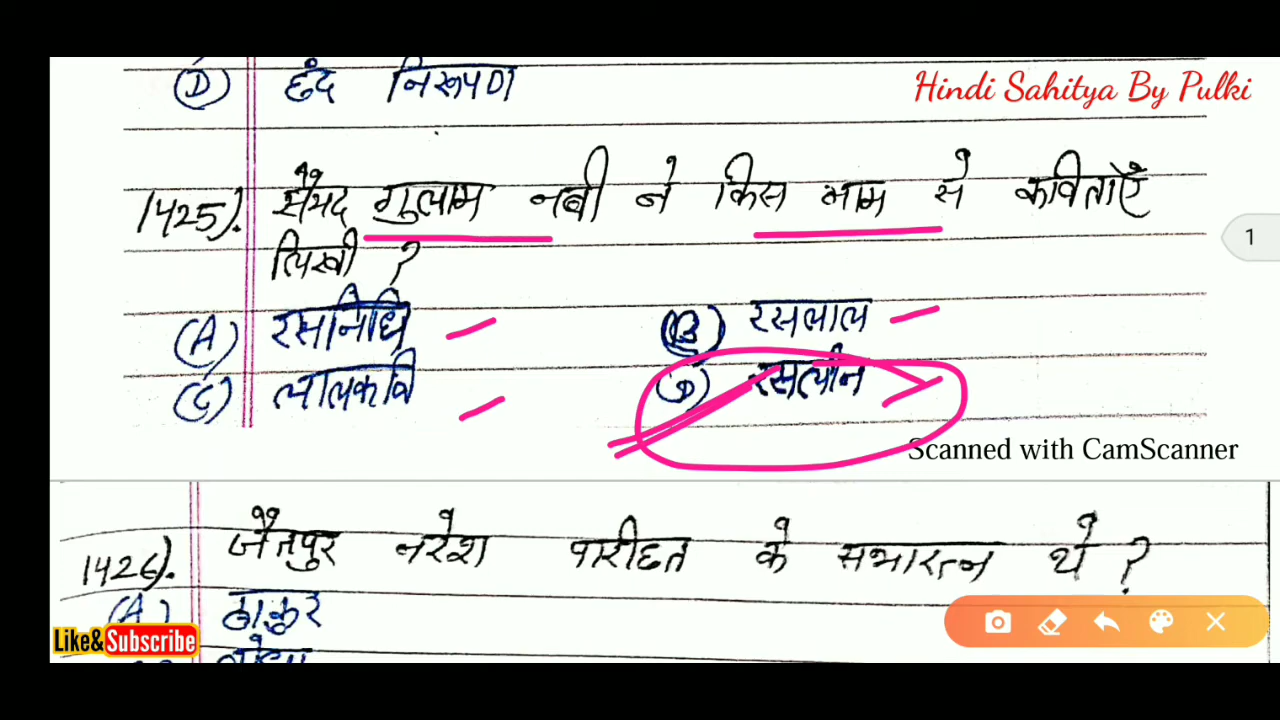 (D) छंद निरूपण
Hindi Sahitya By Pulki
1425). सैयद गुलाम नबी ने किस नाम से कविताएँ
लिखी ?
(A) रसनिधि (B) रसलाल
(C) लालकवि (D) रसलीन
1
Scanned with CamScanner
1426). जैतपुर नरेश पारीछत के सभारत्न थे ?
(A) ठाकुर
Like& Subscribe